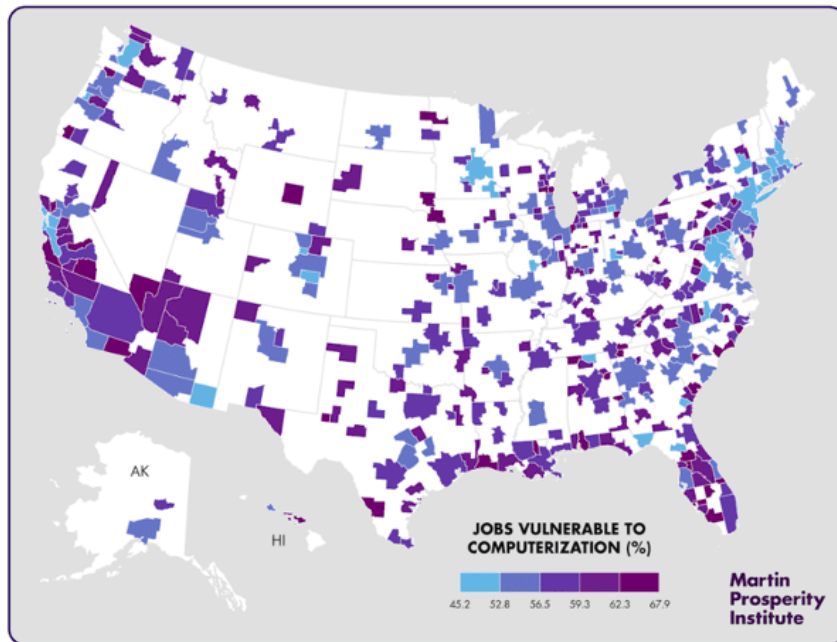 AK
HI
JOBS VULNERABLE TO
COMPUTERIZATION (%)
45.2 52.8 56.5 59.3 62.3 67.9
Martin
Prosperity
Institute